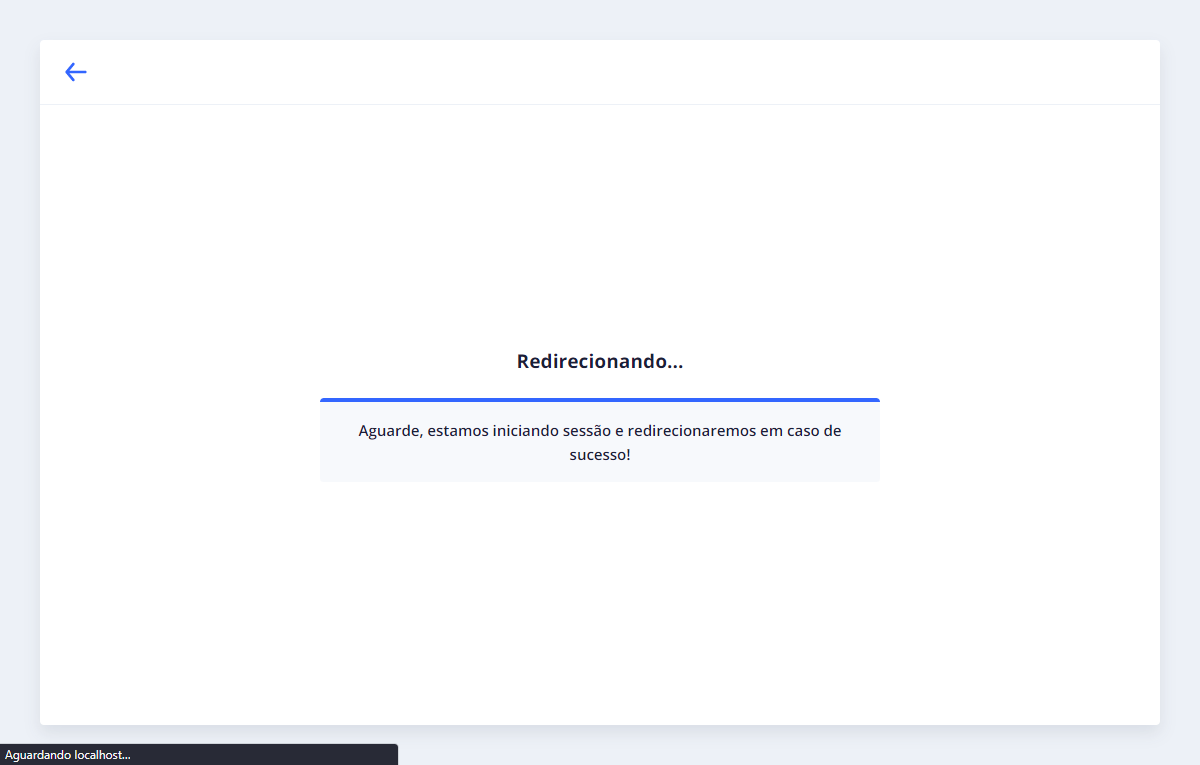 Redirecionando...
Aguarde, estamos iniciando sessão e redirecionaremos em caso de
sucesso!
Aguardando localhost...